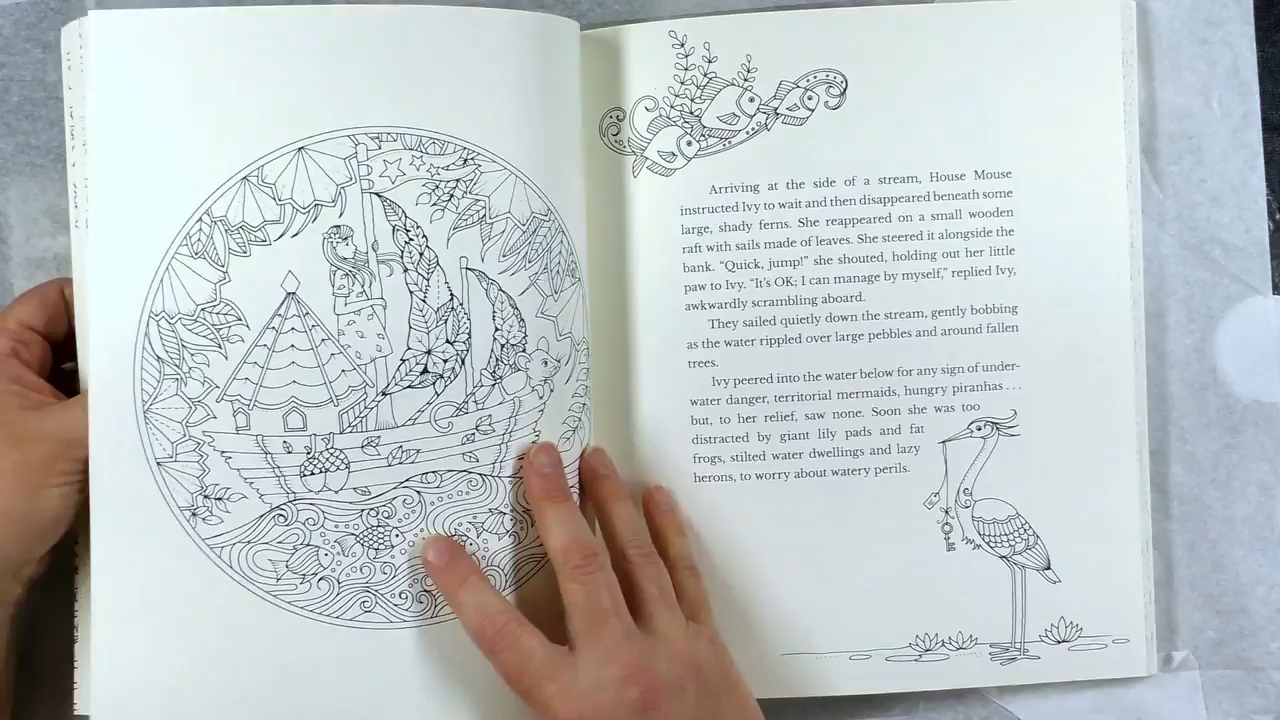 Arriving at the side of a stream, House Mouse
instructed Ivy to wait and then disappeared beneath some
large, shady ferns. She reappeared on a small wooden
raft with sails made of leaves. She steered it alongside the
bank. “Quick, jump!” she shouted, holding out her little
paw to Ivy. “It’s OK; I can manage by myself,” replied Ivy,
awkwardly scrambling aboard.
They sailed quietly down the stream, gently bobbing
as the water rippled over large pebbles and around fallen
trees.
Ivy peered into the water below for any sign of under-
water danger, territorial mermaids, hungry piranhas . . .
but, to her relief, saw none. Soon she was too
distracted by giant lily pads and fat
frogs, stilted water dwellings and lazy
herons, to worry about watery perils.